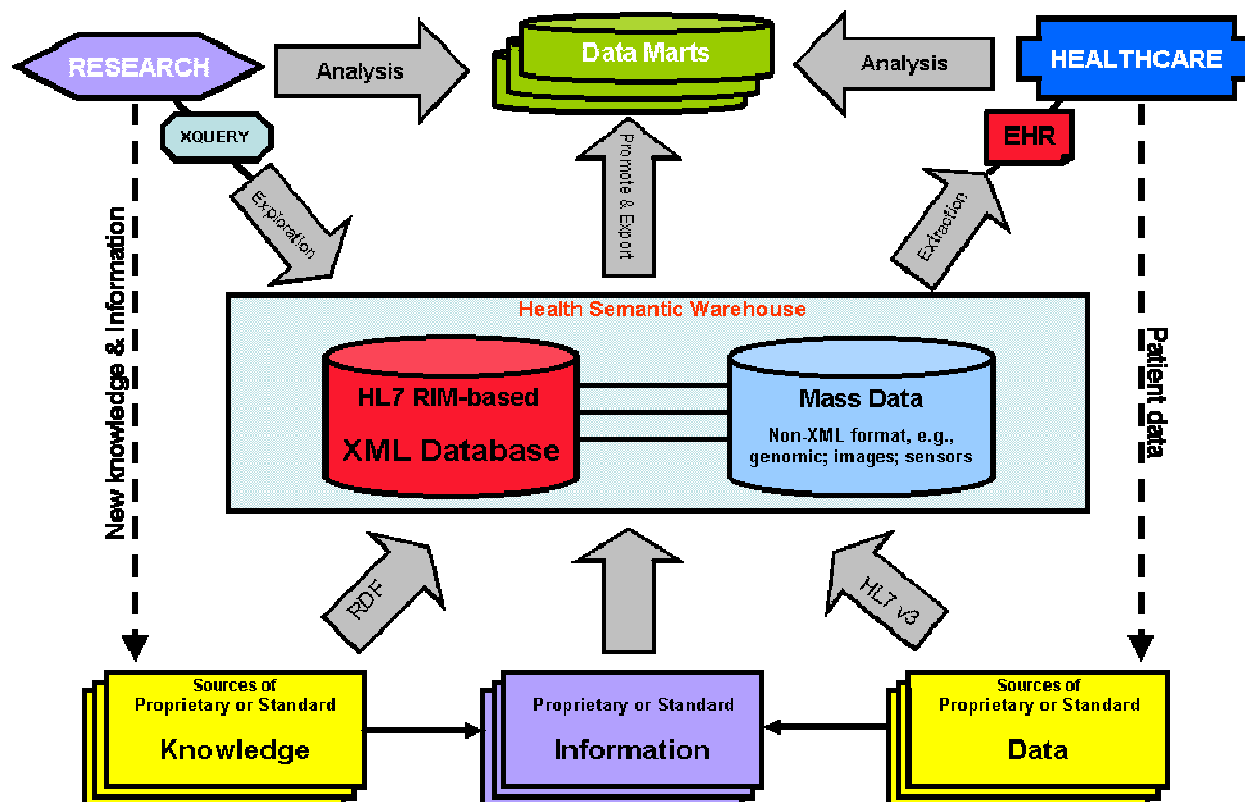 RESEARCH
Analysis
Data Marts
Analysis
HEALTHCARE
XQUERY
EHR
Exploration
Promote & Export
Extraction
New knowledge & Information
Patient data
Health Semantic Warehouse
HL7 RIM-based
XML Database
Mass Data
Non-XML format, e.g.,
genomic; images; sensors
RDF
HL7 v3
Sources of
Proprietary or Standard
Knowledge
Proprietary or Standard
Information
Sources of
Proprietary or Standard
Data